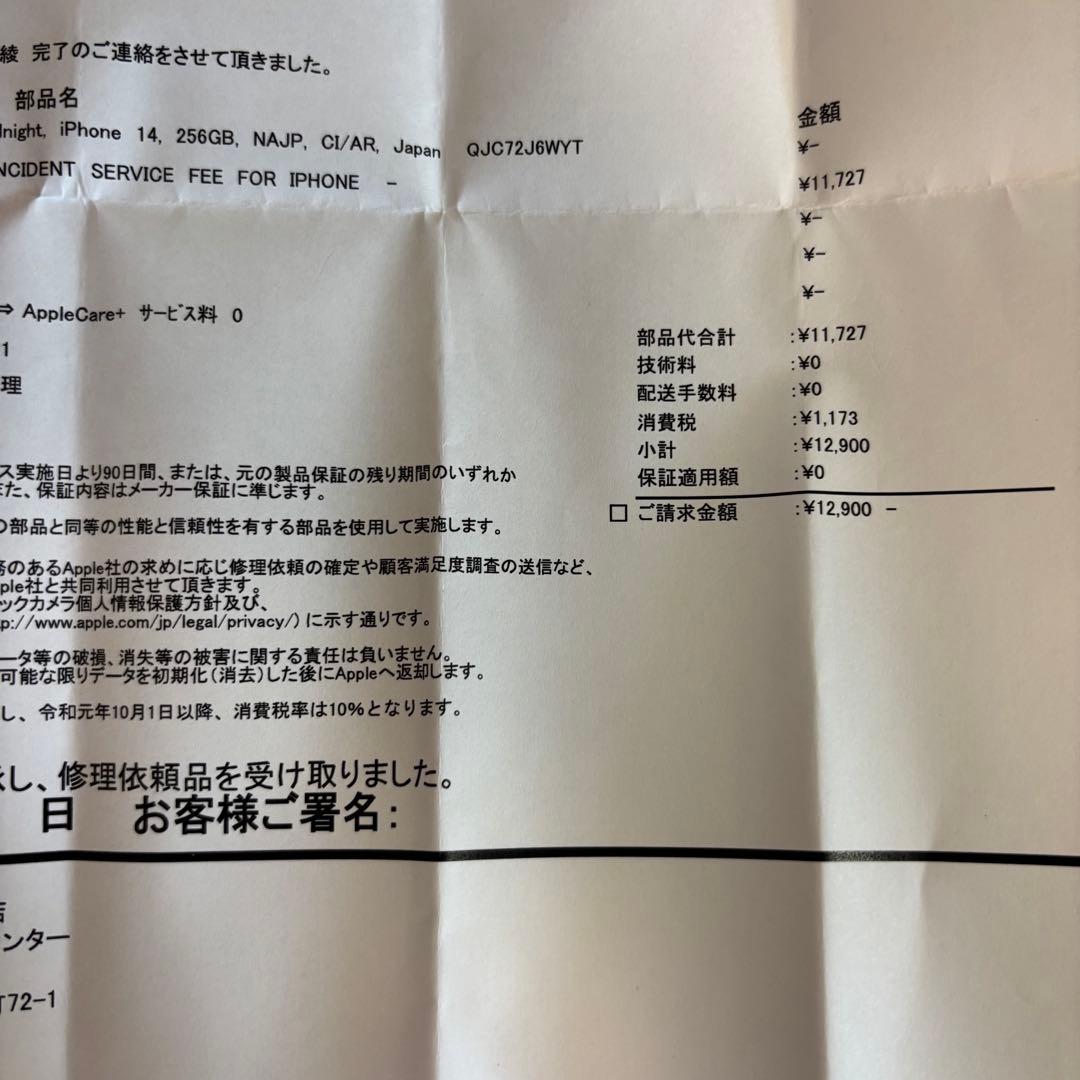 綾 完了のご連絡をさせて頂きました。
部品名 金額
night, iPhone 14, 256GB, NAJP, CI/AR, Japan QJC72J6WYT ¥-
NCIDENT SERVICE FEE FOR IPHONE - ¥11,727
¥-
¥-
¥-
⇒ AppleCare+ サービス料 0
1
理
部品代合計 :¥11,727
技術料 :¥0
配送手数料 :¥0
消費税 :¥1,173
小計 :¥12,900
保証適用額 :¥0
□ ご請求金額 :¥12,900 -
ス実施日より90日間、または、元の製品保証の残り期間のいずれか
また、保証内容はメーカー保証に準じます。
の部品と同等の性能と信頼性を有する部品を使用して実施します。
務のあるApple社の求めに応じ修理依頼の確定や顧客満足度調査の送信など、
ple社と共同利用させて頂きます。
ックカメラ個人情報保護方針及び、
p://www.apple.com/jp/legal/privacy/)に示す通りです。
ータ等の破損、消失等の被害に関する責任は負いません。
可能な限りデータを初期化(消去)した後にAppleへ返却します。
し、令和元年10月1日以降、消費税率は10%となります。
し、修理依頼品を受け取りました。
日 お客様ご署名:
店
ンター
T72-1